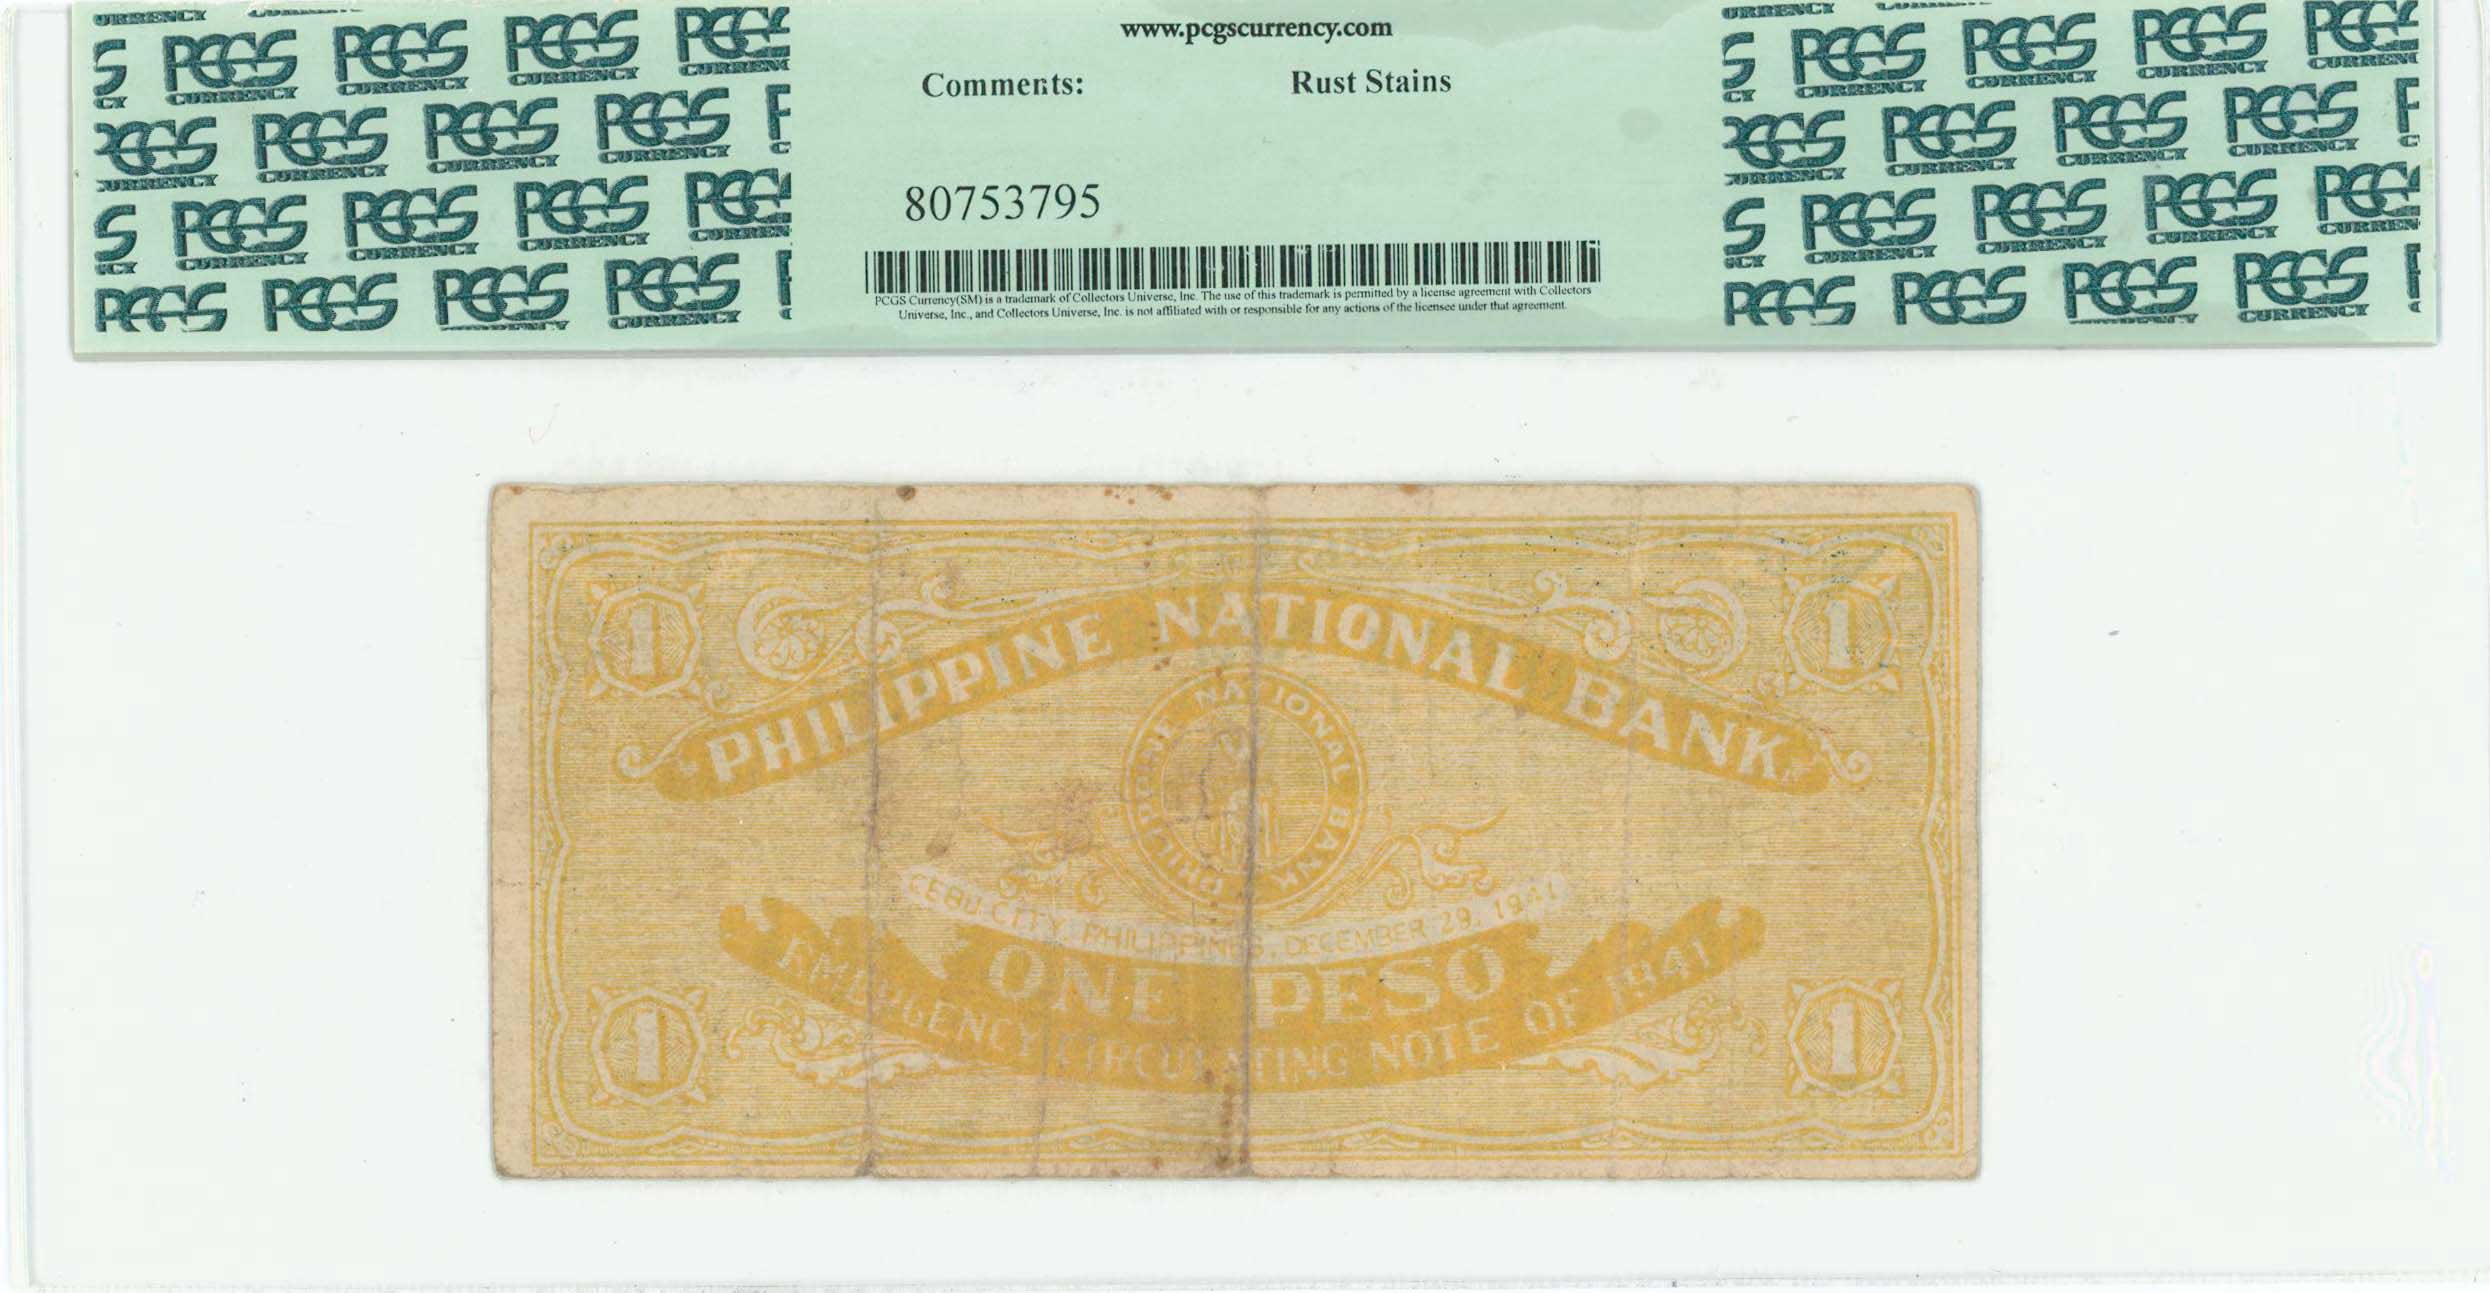 www.pcgscurrency.com
Comments: Rust Stains
80753795
PCGS Currency(SM) is a trademark of Collectors Universe, Inc. The use of this trademark is permitted by a license agreement with Collectors
Universe, Inc., and Collectors Universe, Inc. is not affiliated with or responsible for any actions of the licensee under that agreement.
PCGS CURRENCY
1 1
PHILIPPINE NATIONAL BANK
PHILIPPINE NATIONAL BANK
CEBU CITY, PHILIPPINES, DECEMBER 29, 1941
ONE PESO
EMERGENCY CIRCULATING NOTE OF 1941
1 1